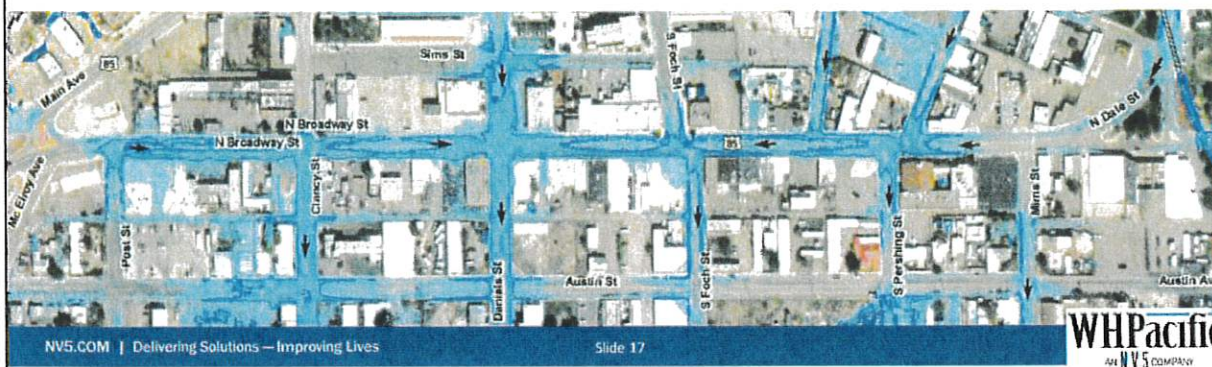 Sims St
S Foch St
85
Main Ave
N Dale St
N Broadway St
N Broadway St
85
Mc Elroy Ave
Clancy St
Mims St
Post St
S Pershing St
Daniels St
Austin St
S Foch St
Austin Av
NV5.COM | Delivering Solutions — Improving Lives
Slide 17
WHPacific
AN NV5 COMPANY